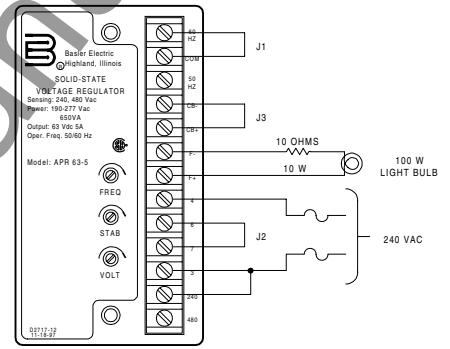 Basler Electric
Highland, Illinois
SOLID-STATE
VOLTAGE REGULATOR
Sensing: 240, 480 Vac
Power: 190-277 Vac
650VA
Output: 63 Vdc 5A
Oper. Freq. 50/60 Hz
Model: APR 63-5
FREQ
STAB
VOLT
D2717-12
11-18-97
60
HZ
COM
50
HZ
CB-
CB+
F-
F+
4
6
7
3
240
480
J1
J3
10 OHMS
10 W
100 W
LIGHT BULB
J2
240 VAC